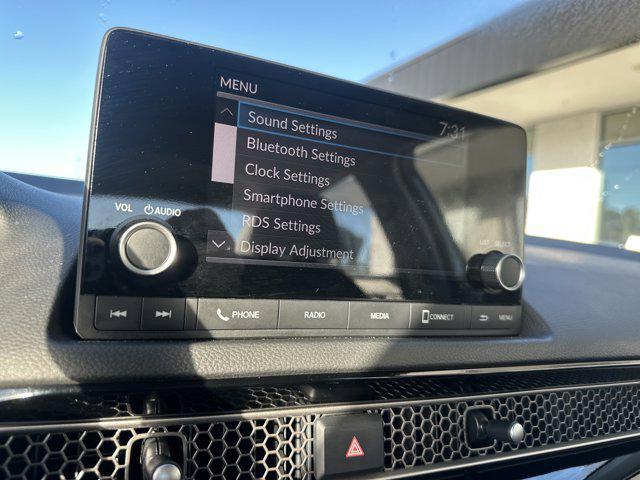 MENU
7:31
Sound Settings
Bluetooth Settings
Clock Settings
Smartphone Settings
RDS Settings
Display Adjustment
VOL AUDIO
LIST SELECT
PHONE RADIO MEDIA CONNECT MENU